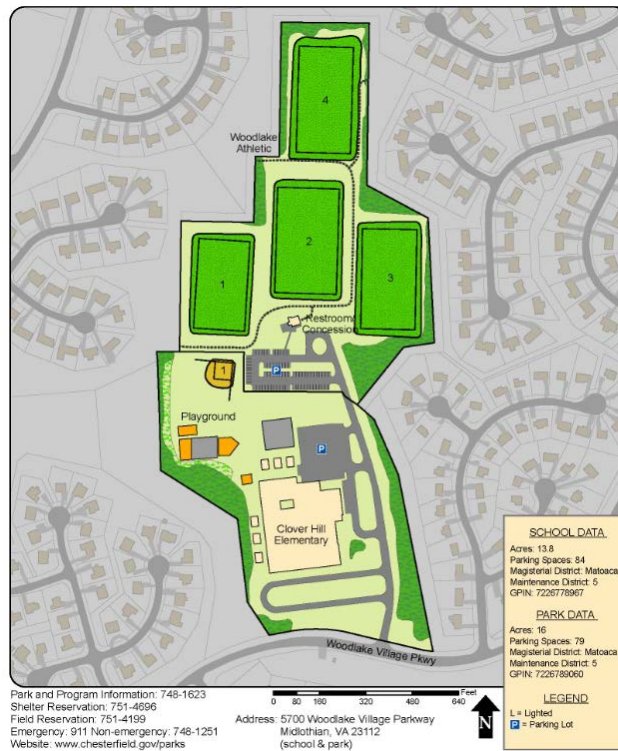 4
Woodlake
Athletic
2
1
3
Restroom/
Concession
1
P
Playground
P
Clover Hill
Elementary
Woodlake Village Pkwy
SCHOOL DATA
Acres: 13.8
Parking Spaces: 84
Magisterial District: Matoaca
Maintenance District: 5
GPIN: 7226778967
PARK DATA
Acres: 16
Parking Spaces: 79
Magisterial District: Matoaca
Maintenance District: 5
GPIN: 7226789060
LEGEND
L = Lighted
P = Parking Lot
Park and Program Information: 748-1623
Shelter Reservation: 751-4696
Field Reservation: 751-4199
Emergency: 911 Non-emergency: 748-1251
Website: www.chesterfield.gov/parks
Feet
0 80 160 320 480 640
Address: 5700 Woodlake Village Parkway
Midlothian, VA 23112
(school & park)
N